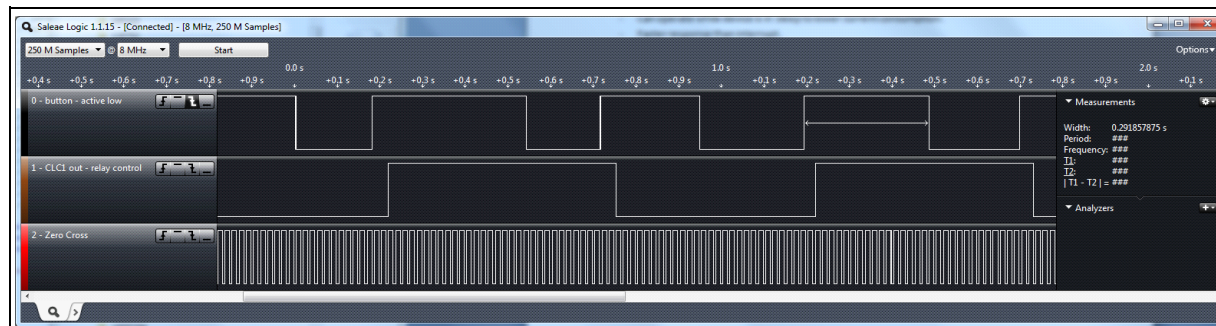 Saleae Logic 1.1.15 - [Connected] - [8 MHz, 250 M Samples]
250 M Samples @ 8 MHz Start Options
0.0 s 1.0 s 2.0 s
+0,4 s +0,5 s +0,6 s +0,7 s +0,8 s +0,9 s +0,1 s +0,2 s +0,3 s +0,4 s +0,5 s +0,6 s +0,7 s +0,8 s +0,9 s +0,1 s +0,2 s +0,3 s +0,4 s +0,5 s +0,6 s +0,7 s +0,8 s +0,9 s +0,1 s
0 - button - active low
Measurements
Width: 0.291857875 s
Period: ###
Frequency: ###
T1: ###
T2: ###
| T1 - T2 | = ###
1 - CLC1 out - relay control
Analyzers
2 - Zero Cross